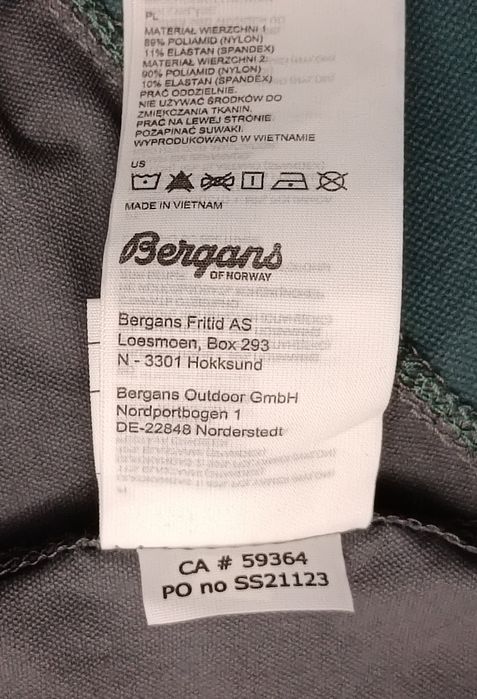 PL
MATERIAŁ WIERZCHNI 1
89% POLIAMID (NYLON)
11% ELASTAN (SPANDEX)
MATERIAŁ WIERZCHNI 2
90% POLIAMID (NYLON)
10% ELASTAN (SPANDEX)
PRAĆ ODDZIELNIE.
NIE UŻYWAĆ ŚRODKÓW DO
ZMIĘKCZANIA TKANIN.
PRAĆ NA LEWEJ STRONIE
POZAPINAĆ SUWAKI.
WYPRODUKOWANO W WIETNAMIE
US
MADE IN VIETNAM
Bergans
OF NORWAY
Bergans Fritid AS
Loesmoen, Box 293
N - 3301 Hokksund
Bergans Outdoor GmbH
Nordportbogen 1
DE-22848 Norderstedt
CA # 59364
PO no SS21123